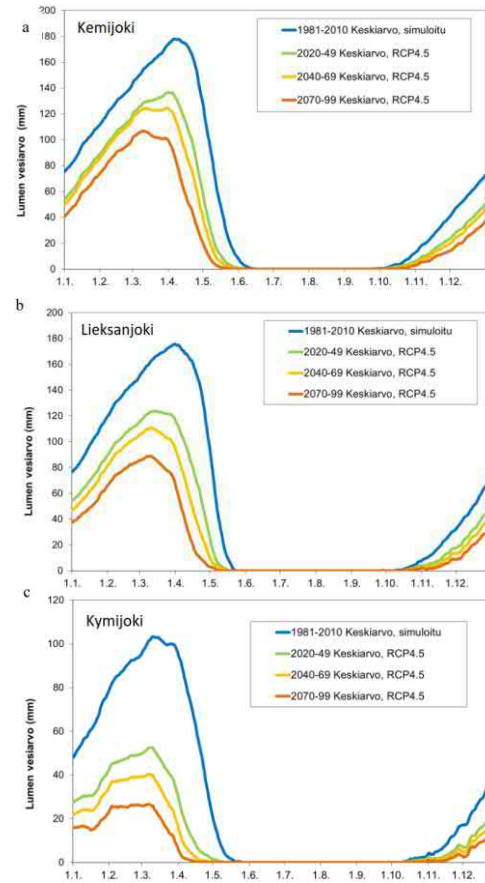 a
Kemijoki
Lumen vesiarvo (mm)
200
180
160
140
120
100
80
60
40
20
0
1981-2010 Keskiarvo, simuloitu
2020-49 Keskiarvo, RCP4.5
2040-69 Keskiarvo, RCP4.5
2070-99 Keskiarvo, RCP4.5
1.1. 1.2. 1.3. 1.4. 1.5. 1.6. 1.7. 1.8. 1.9. 1.10. 1.11. 1.12.
b
Lieksanjoki
Lumen vesiarvo (mm)
200
180
160
140
120
100
80
60
40
20
0
1981-2010 Keskiarvo, simuloitu
2020-49 Keskiarvo, RCP4.5
2040-69 Keskiarvo, RCP4.5
2070-99 Keskiarvo, RCP4.5
1.1. 1.2. 1.3. 1.4. 1.5. 1.6. 1.7. 1.8. 1.9. 1.10. 1.11. 1.12.
c
Kymijoki
Lumen vesiarvo (mm)
120
100
80
60
40
20
0
1981-2010 Keskiarvo, simuloitu
2020-49 Keskiarvo, RCP4.5
2040-69 Keskiarvo, RCP4.5
2070-99 Keskiarvo, RCP4.5
1.1. 1.2. 1.3. 1.4. 1.5. 1.6. 1.7. 1.8. 1.9. 1.10. 1.11. 1.12.